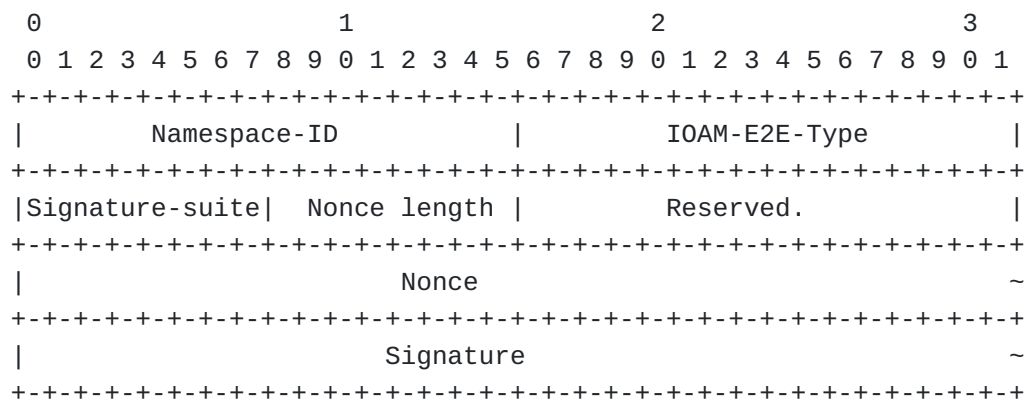 0                   1                   2                   3
 0 1 2 3 4 5 6 7 8 9 0 1 2 3 4 5 6 7 8 9 0 1 2 3 4 5 6 7 8 9 0 1
+-+-+-+-+-+-+-+-+-+-+-+-+-+-+-+-+-+-+-+-+-+-+-+-+-+-+-+-+-+-+-+-+
|        Namespace-ID           |         IOAM-E2E-Type         |
+-+-+-+-+-+-+-+-+-+-+-+-+-+-+-+-+-+-+-+-+-+-+-+-+-+-+-+-+-+-+-+-+
|Signature-suite|  Nonce length |         Reserved.             |
+-+-+-+-+-+-+-+-+-+-+-+-+-+-+-+-+-+-+-+-+-+-+-+-+-+-+-+-+-+-+-+-+
|                        Nonce                                  ~
+-+-+-+-+-+-+-+-+-+-+-+-+-+-+-+-+-+-+-+-+-+-+-+-+-+-+-+-+-+-+-+-+
|                       Signature                               ~
+-+-+-+-+-+-+-+-+-+-+-+-+-+-+-+-+-+-+-+-+-+-+-+-+-+-+-+-+-+-+-+-+